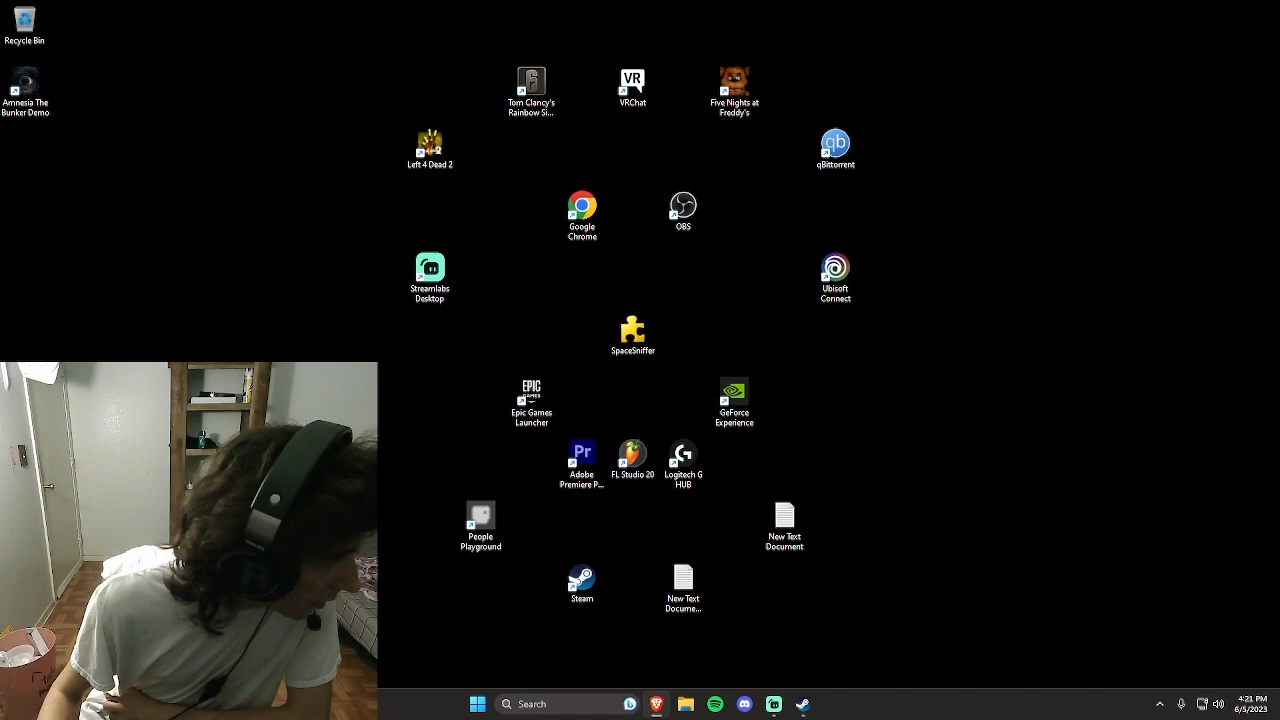 Recycle Bin
Amnesia The
Bunker Demo
Tom Clancy's
Rainbow Si...
VR
VRChat
Five Nights at
Freddy's
Left 4 Dead 2
qb
qBittorrent
Google
Chrome
OBS
Streamlabs
Desktop
Ubisoft
Connect
SpaceSniffer
EPIC
GAMES
Epic Games
Launcher
GeForce
Experience
Pr
Adobe
Premiere P...
FL Studio 20
G
Logitech G
HUB
People
Playground
New Text
Document
Steam
New Text
Docume...
Search
4:21 PM
6/5/2023